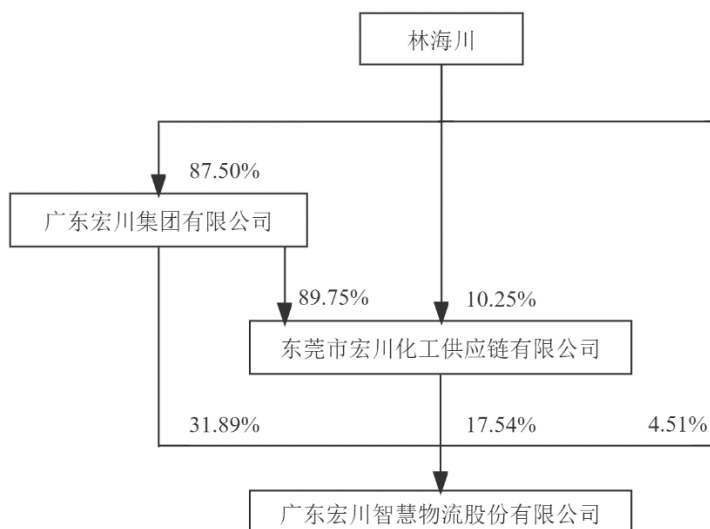 林海川
87.50%
广东宏川集团有限公司
89.75%
10.25%
东莞市宏川化工供应链有限公司
31.89%
17.54%
4.51%
广东宏川智慧物流股份有限公司